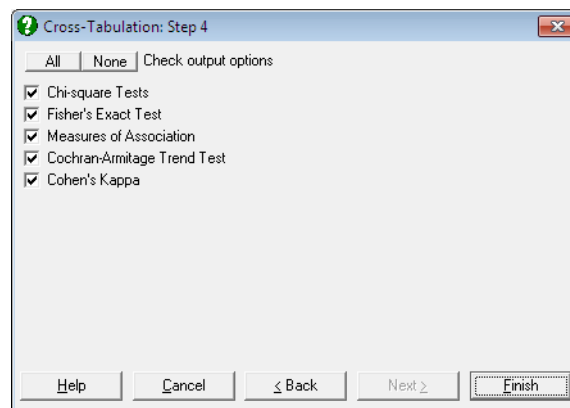 Cross-Tabulation: Step 4
All None Check output options
Chi-square Tests
Fisher's Exact Test
Measures of Association
Cochran-Armitage Trend Test
Cohen's Kappa
Help Cancel < Back Next > Finish